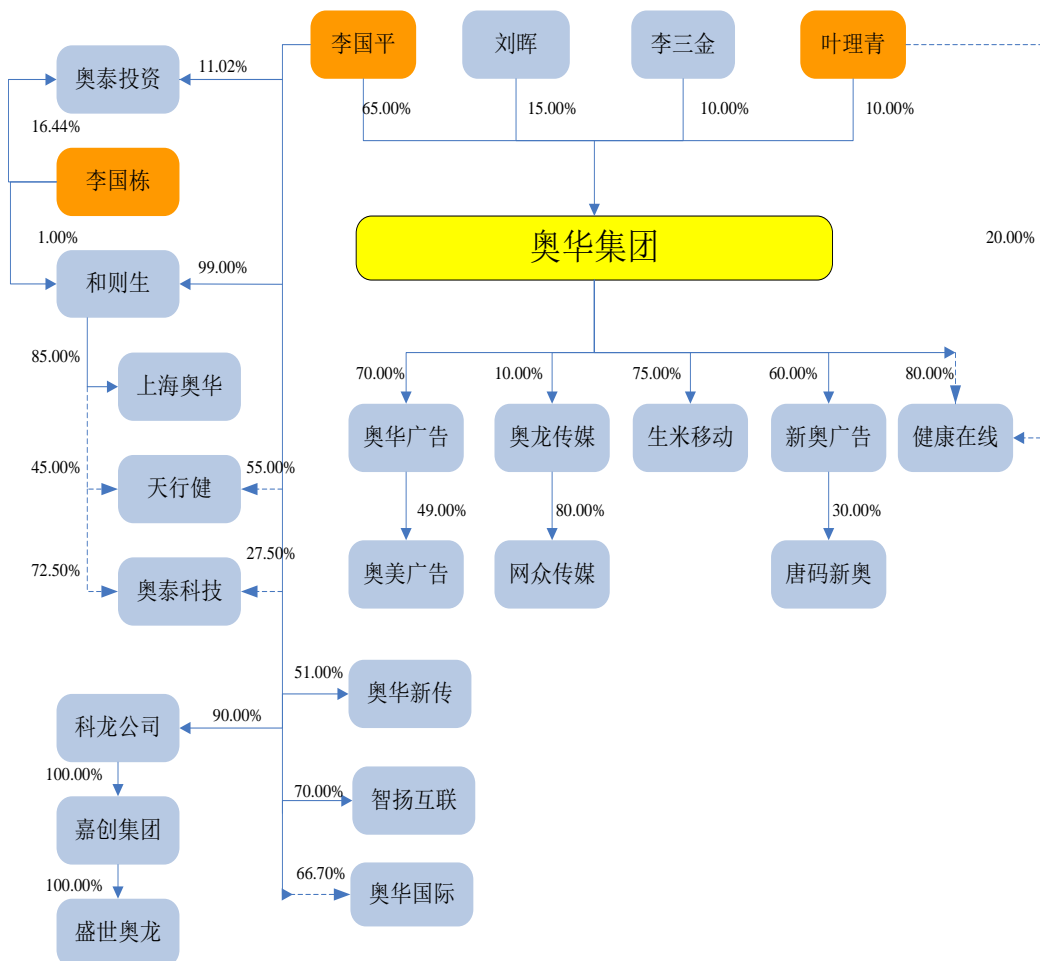 李国平
刘晖
李三金
叶理青
奥泰投资
11.02%
65.00%
15.00%
10.00%
10.00%
16.44%
李国栋
1.00%
奥华集团
20.00%
和则生
99.00%
85.00%
上海奥华
70.00%
10.00%
75.00%
60.00%
80.00%
奥华广告
奥龙传媒
生米移动
新奥广告
健康在线
45.00%
天行健
55.00%
49.00%
80.00%
30.00%
72.50%
奥泰科技
27.50%
奥美广告
网众传媒
唐码新奥
51.00%
奥华新传
科龙公司
90.00%
100.00%
70.00%
智扬互联
嘉创集团
100.00%
66.70%
奥华国际
盛世奥龙